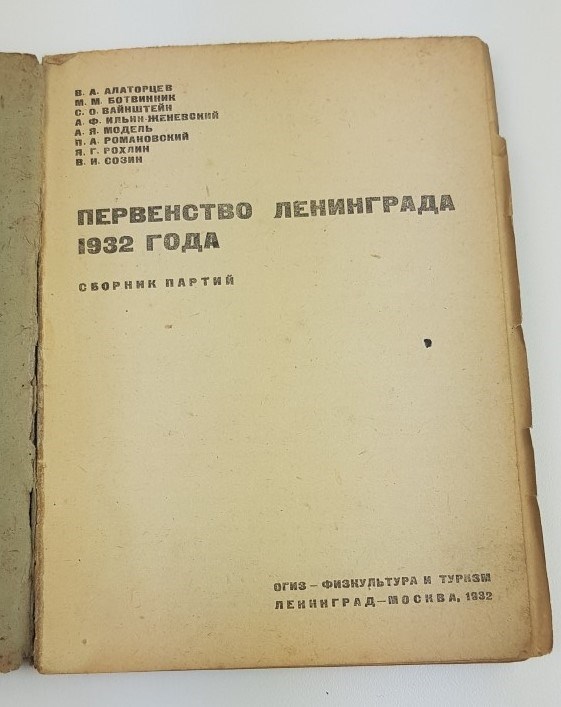 В. А. АЛАТОРЦЕВ
М. М. БОТВИННИК
С. О. ВАЙНШТЕЙН
А. Ф. ИЛЬИН-ЖЕНЕВСКИЙ
А. Я. МОДЕЛЬ
П. А. РОМАНОВСКИЙ
Я. Г. РОХЛИН
В. И. СОЗИН
ПЕРВЕНСТВО ЛЕНИНГРАДА
1932 ГОДА
СБОРНИК ПАРТИЙ
ОГИЗ — ФИЗКУЛЬТУРА И ТУРИЗМ
ЛЕНИНГРАД—МОСКВА, 1932